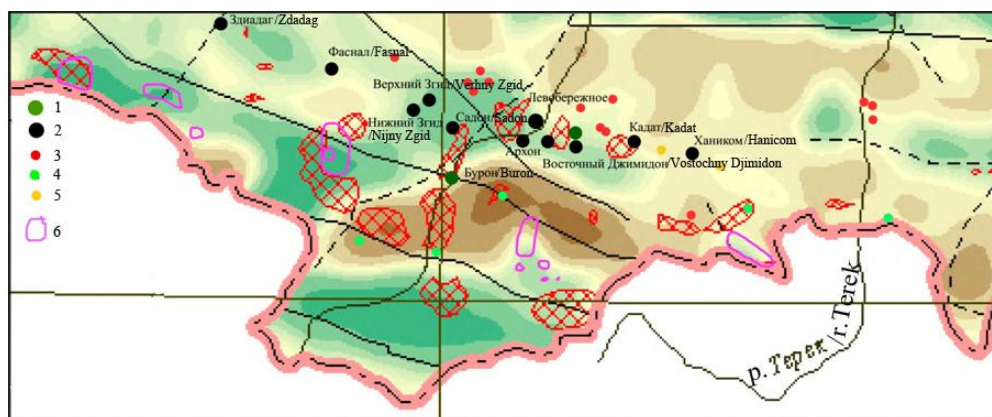 Здиадаг/Zdadag
Фаснал/Fasnal
Верхний Згид/Verhny Zgid
Левобережное
Нижний Згид
/Nijny Zgid
Садон/Sadon
Архон
Кадат/Kadat
Хаником/Hanicom
Восточный Джимидон/Vostochny Djimidon
Бурон/Buron
1
2
3
4
5
6
р. Терек /r. Terek